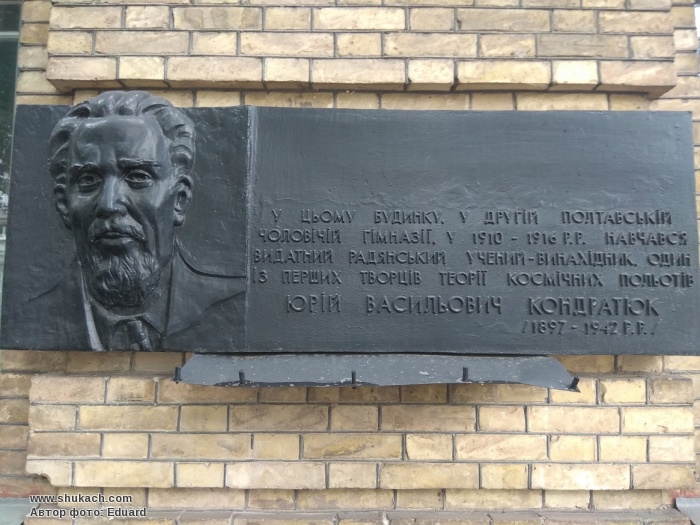 У ЦЬОМУ БУДИНКУ, У ДРУГІЙ ПОЛТАВСЬКІЙ
ЧОЛОВІЧІЙ ГІМНАЗІЇ, У 1910 - 1916 Р.Р. НАВЧАВСЯ
ВИДАТНИЙ РАДЯНСЬКИЙ УЧЕНИЙ-ВИНАХІДНИК, ОДИН
ІЗ ПЕРШИХ ТВОРЦІВ ТЕОРІЇ КОСМІЧНИХ ПОЛЬОТІВ
ЮРІЙ ВАСИЛЬОВИЧ КОНДРАТЮК
/1897 - 1942 Р.Р./
www.shukach.com
Автор фото: Eduard